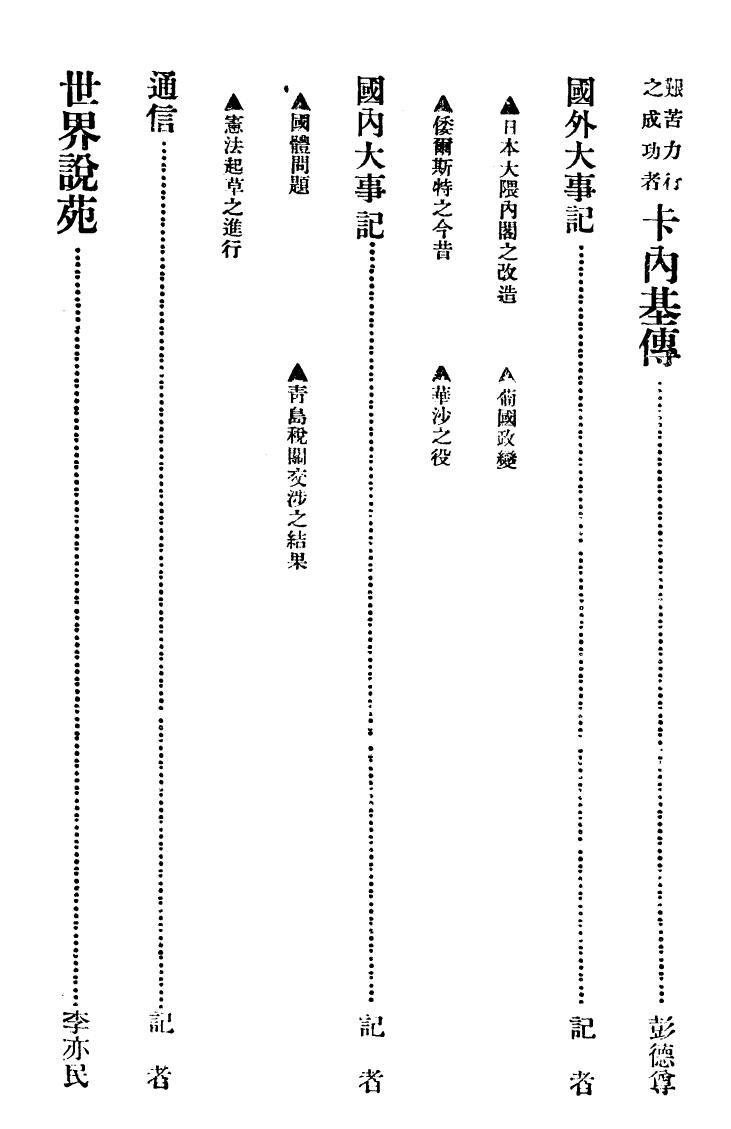 艱苦力行之成功者 卡內基傳……彭德尊
國外大事記……記者
▲日本大隈內閣之改造 ▲葡國政變
▲倭爾斯特之今昔 ▲華沙之役
國內大事記……記者
▲國體問題 ▲青島稅關交涉之結果
▲憲法起草之進行
通信……記者
世界說苑……李亦民